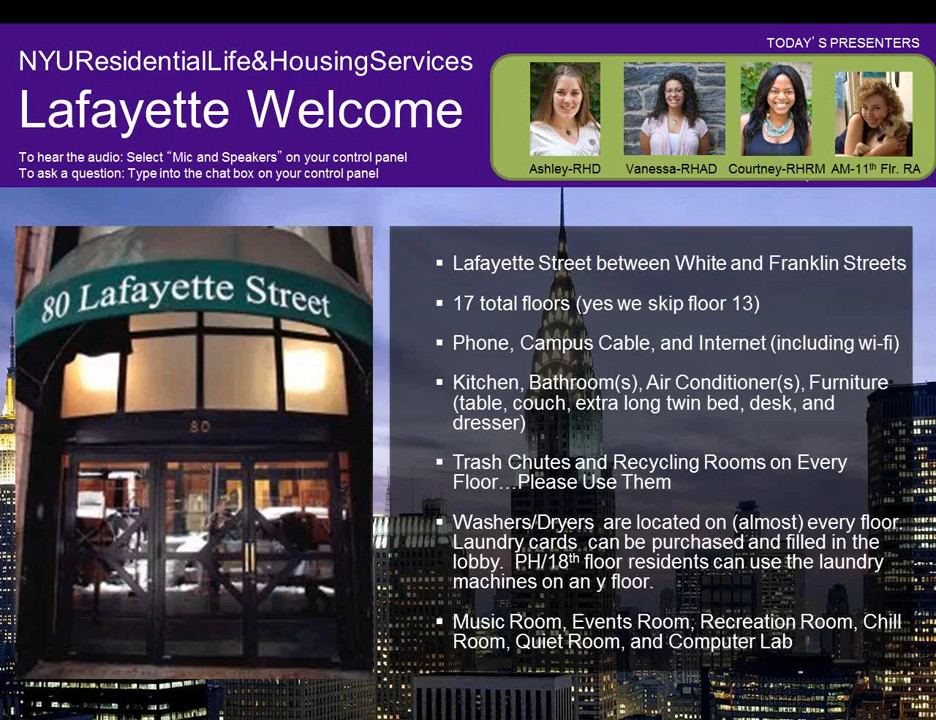 TODAY’S PRESENTERS
NYUResidentialLife&HousingServices
Lafayette Welcome
To hear the audio: Select “Mic and Speakers” on your control panel
To ask a question: Type into the chat box on your control panel
Ashley-RHD Vanessa-RHAD Courtney-RHRM AM-11th Flr. RA
80 Lafayette Street
80
▪ Lafayette Street between White and Franklin Streets
▪ 17 total floors (yes we skip floor 13)
▪ Phone, Campus Cable, and Internet (including wi-fi)
▪ Kitchen, Bathroom(s), Air Conditioner(s), Furniture
(table, couch, extra long twin bed, desk, and
dresser)
▪ Trash Chutes and Recycling Rooms on Every
Floor…Please Use Them
▪ Washers/Dryers are located on (almost) every floor.
Laundry cards can be purchased and filled in the
lobby. PH/18th floor residents can use the laundry
machines on an y floor.
▪ Music Room, Events Room, Recreation Room, Chill
Room, Quiet Room, and Computer Lab